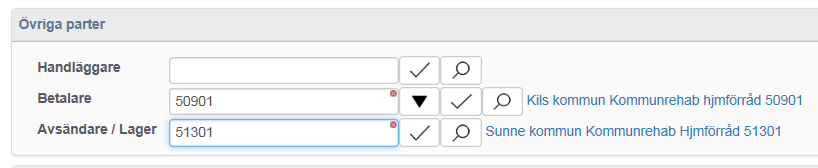 Övriga parter
Handläggare
Betalare 50901 Kils kommun Kommunrehab hjmförråd 50901
Avsändare / Lager 51301 Sunne kommun Kommunrehab Hjmförråd 51301